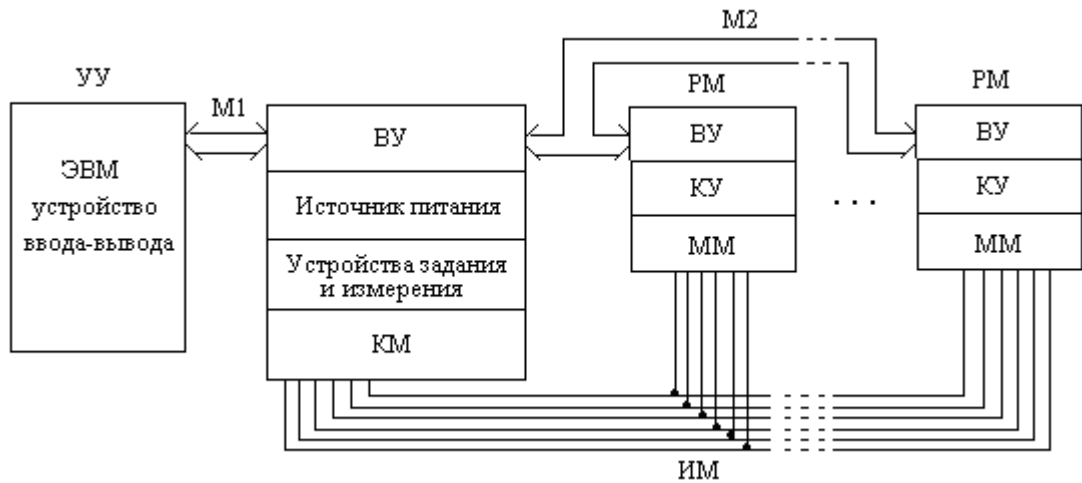 М2
УУ
РМ
РМ
М1
ВУ
ВУ
ВУ
ЭВМ
устройство
ввода-вывода
Источник питания
КУ
КУ
. . .
Устройства задания
и измерения
ММ
ММ
КМ
ИМ